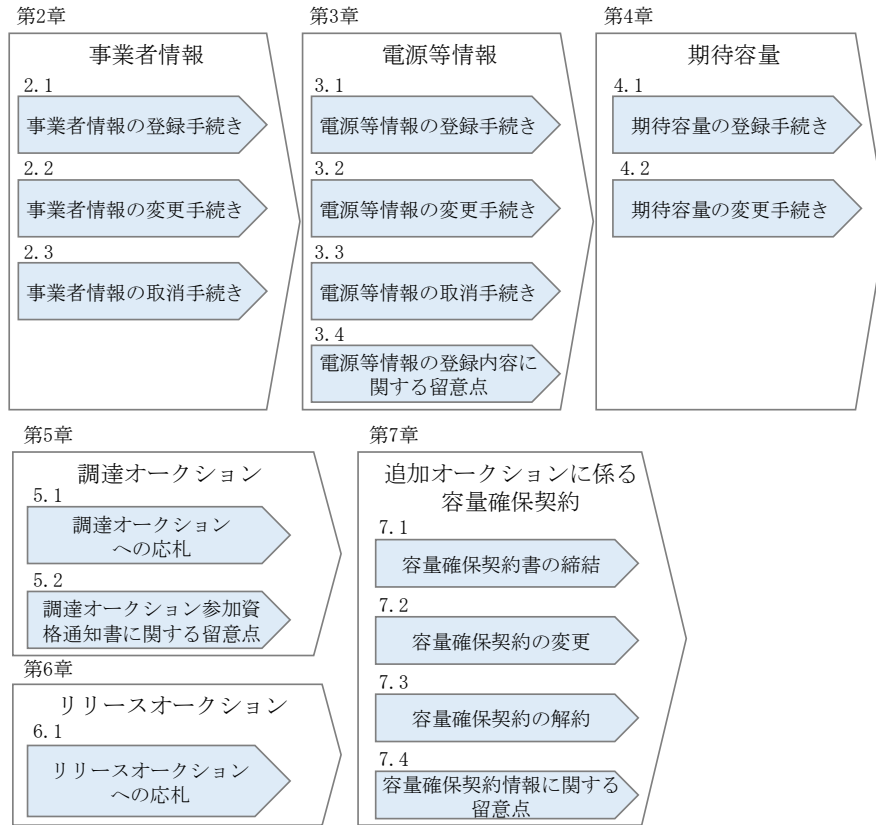 第2章
事業者情報
2.1
事業者情報の登録手続き
2.2
事業者情報の変更手続き
2.3
事業者情報の取消手続き
第3章
電源等情報
3.1
電源等情報の登録手続き
3.2
電源等情報の変更手続き
3.3
電源等情報の取消手続き
3.4
電源等情報の登録内容に
関する留意点
第4章
期待容量
4.1
期待容量の登録手続き
4.2
期待容量の変更手続き
第5章
調達オークション
5.1
調達オークション
への応札
5.2
調達オークション参加資
格通知書に関する留意点
第6章
リリースオークション
6.1
リリースオークション
への応札
第7章
追加オークションに係る
容量確保契約
7.1
容量確保契約書の締結
7.2
容量確保契約の変更
7.3
容量確保契約の解約
7.4
容量確保契約情報に関する
留意点